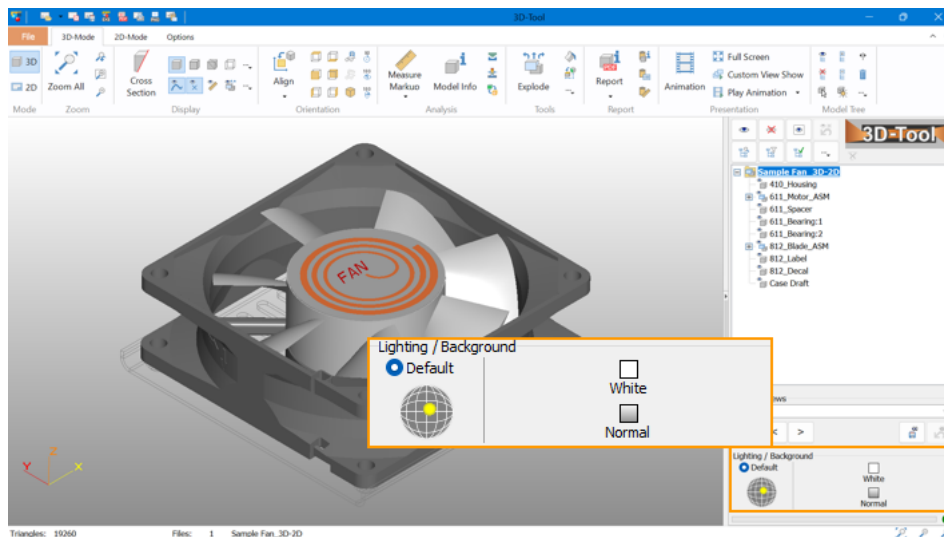 3D-Tool
File 3D-Mode 2D-Mode Options
3D
2D
Zoom All
Cross
Section
Align
Measure
Markup
Model Info
Explode
PDF
Report
Animation
Full Screen
Custom View Show
Play Animation
Mode Zoom Display Orientation Analysis Tools Report Presentation Model Tree
3D-Tool
Sample Fan_3D-2D
410_Housing
611_Motor_ASM
611_Spacer
611_Bearing:1
611_Bearing:2
812_Blade_ASM
812_Label
812_Decal
Case Draft
FAN
Lighting / Background
Default
White
Normal
< >
Lighting / Background
Default
White
Normal
Z
Y X
Triangles: 19260 Files: 1 Sample Fan_3D-2D